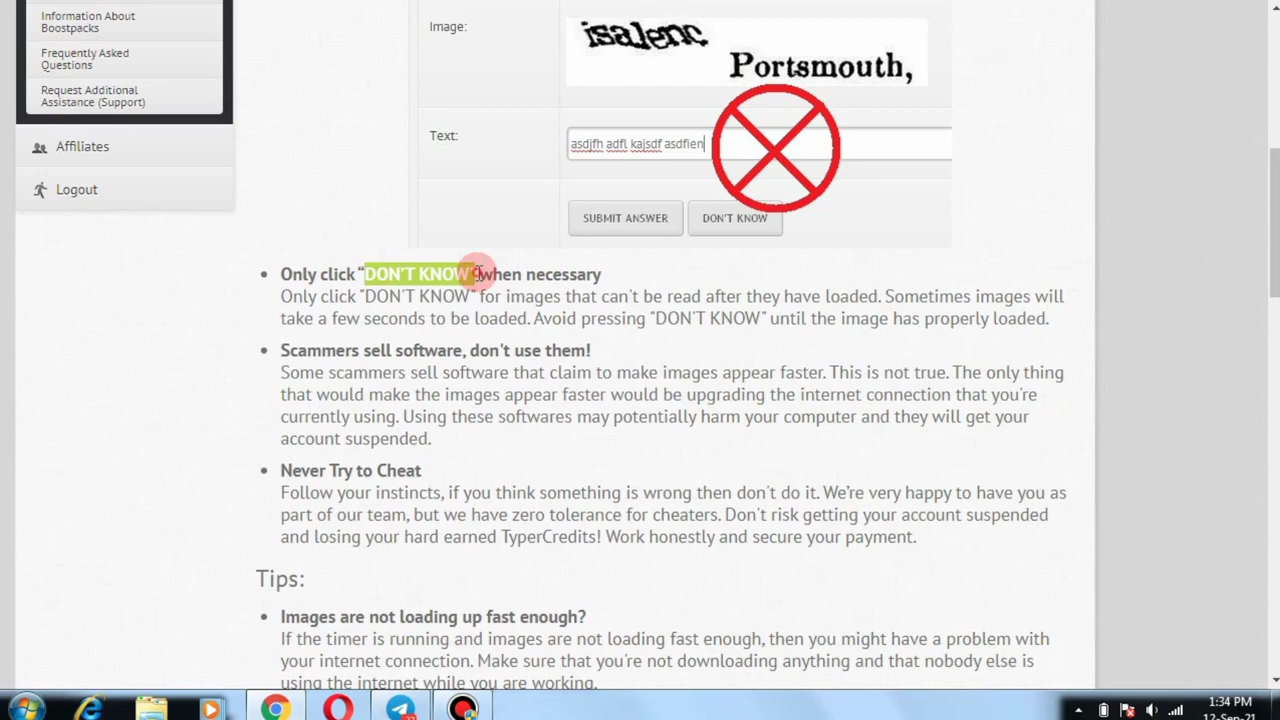 Information About
Boostpacks
Frequently Asked
Questions
Request Additional
Assistance (Support)
Affiliates
Logout
Image:
isalenc
Portsmouth,
Text:
asdjfh adfl kajsdf asdfien
SUBMIT ANSWER
DON'T KNOW
Only click “DON’T KNOW” when necessary
Only click "DON'T KNOW" for images that can't be read after they have loaded. Sometimes images will
take a few seconds to be loaded. Avoid pressing "DON'T KNOW" until the image has properly loaded.
Scammers sell software, don't use them!
Some scammers sell software that claim to make images appear faster. This is not true. The only thing
that would make the images appear faster would be upgrading the internet connection that you're
currently using. Using these softwares may potentially harm your computer and they will get your
account suspended.
Never Try to Cheat
Follow your instincts, if you think something is wrong then don't do it. We’re very happy to have you as
part of our team, but we have zero tolerance for cheaters. Don't risk getting your account suspended
and losing your hard earned TyperCredits! Work honestly and secure your payment.
Tips:
Images are not loading up fast enough?
If the timer is running and images are not loading fast enough, then you might have a problem with
your internet connection. Make sure that you're not downloading anything and that nobody else is
using the internet while you are working.
1:34 PM
12-Sep-21